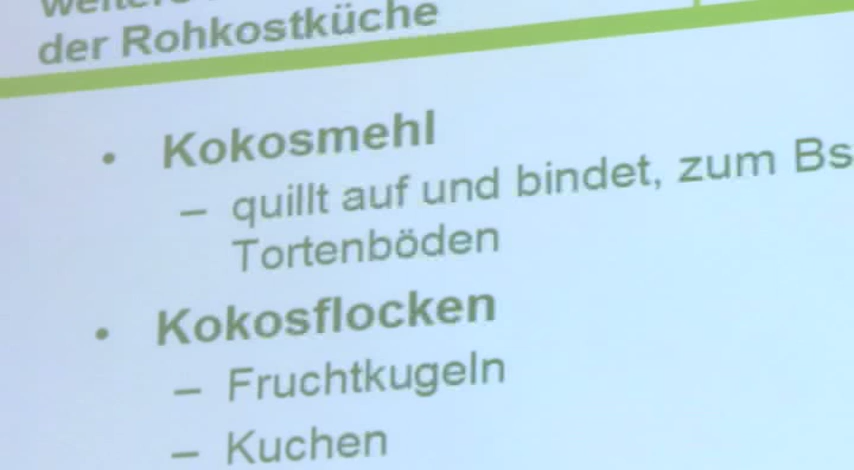 der Rohkostküche
• Kokosmehl
– quillt auf und bindet, zum Bs
Tortenböden
• Kokosflocken
– Fruchtkugeln
– Kuchen